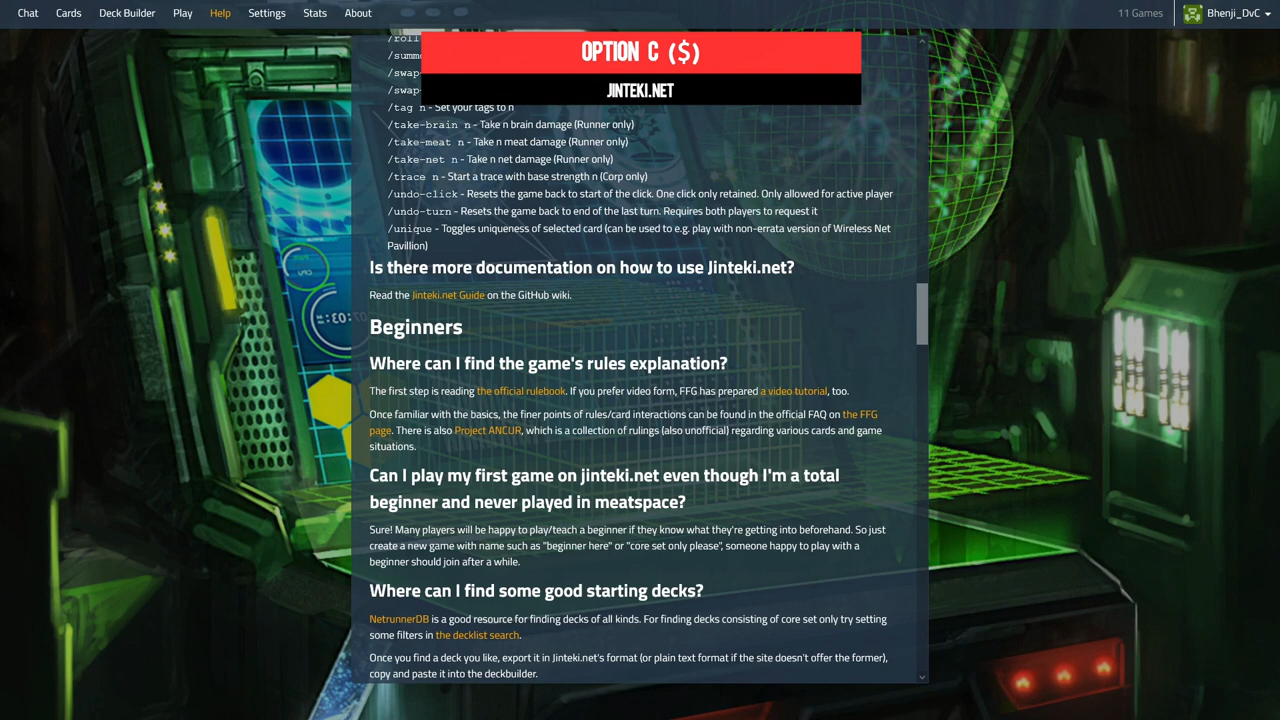 Chat Cards Deck Builder Play Help Settings Stats About 11 Games Bhenji_DvC
OPTION C ($)
JINTEKI.NET
/roll
/summo
/swap-
/swap-
/tag n - Set your tags to n
/take-brain n - Take n brain damage (Runner only)
/take-meat n - Take n meat damage (Runner only)
/take-net n - Take n net damage (Runner only)
/trace n - Start a trace with base strength n (Corp only)
/undo-click - Resets the game back to start of the click. One click only retained. Only allowed for active player
/undo-turn - Resets the game back to end of the last turn. Requires both players to request it
/unique - Toggles uniqueness of selected card (can be used to e.g. play with non-errata version of Wireless Net
Pavillion)
Is there more documentation on how to use Jinteki.net?
Read the Jinteki.net Guide on the GitHub wiki.
Beginners
Where can I find the game's rules explanation?
The first step is reading the official rulebook. If you prefer video form, FFG has prepared a video tutorial, too.
Once familiar with the basics, the finer points of rules/card interactions can be found in the official FAQ on the FFG
page. There is also Project ANCUR, which is a collection of rulings (also unofficial) regarding various cards and game
situations.
Can I play my first game on jinteki.net even though I'm a total
beginner and never played in meatspace?
Sure! Many players will be happy to play/teach a beginner if they know what they're getting into beforehand. So just
create a new game with name such as "beginner here" or "core set only please", someone happy to play with a
beginner should join after a while.
Where can I find some good starting decks?
NetrunnerDB is a good resource for finding decks of all kinds. For finding decks consisting of core set only try setting
some filters in the decklist search.
Once you find a deck you like, export it in Jinteki.net's format (or plain text format if the site doesn't offer the former),
copy and paste it into the deckbuilder.